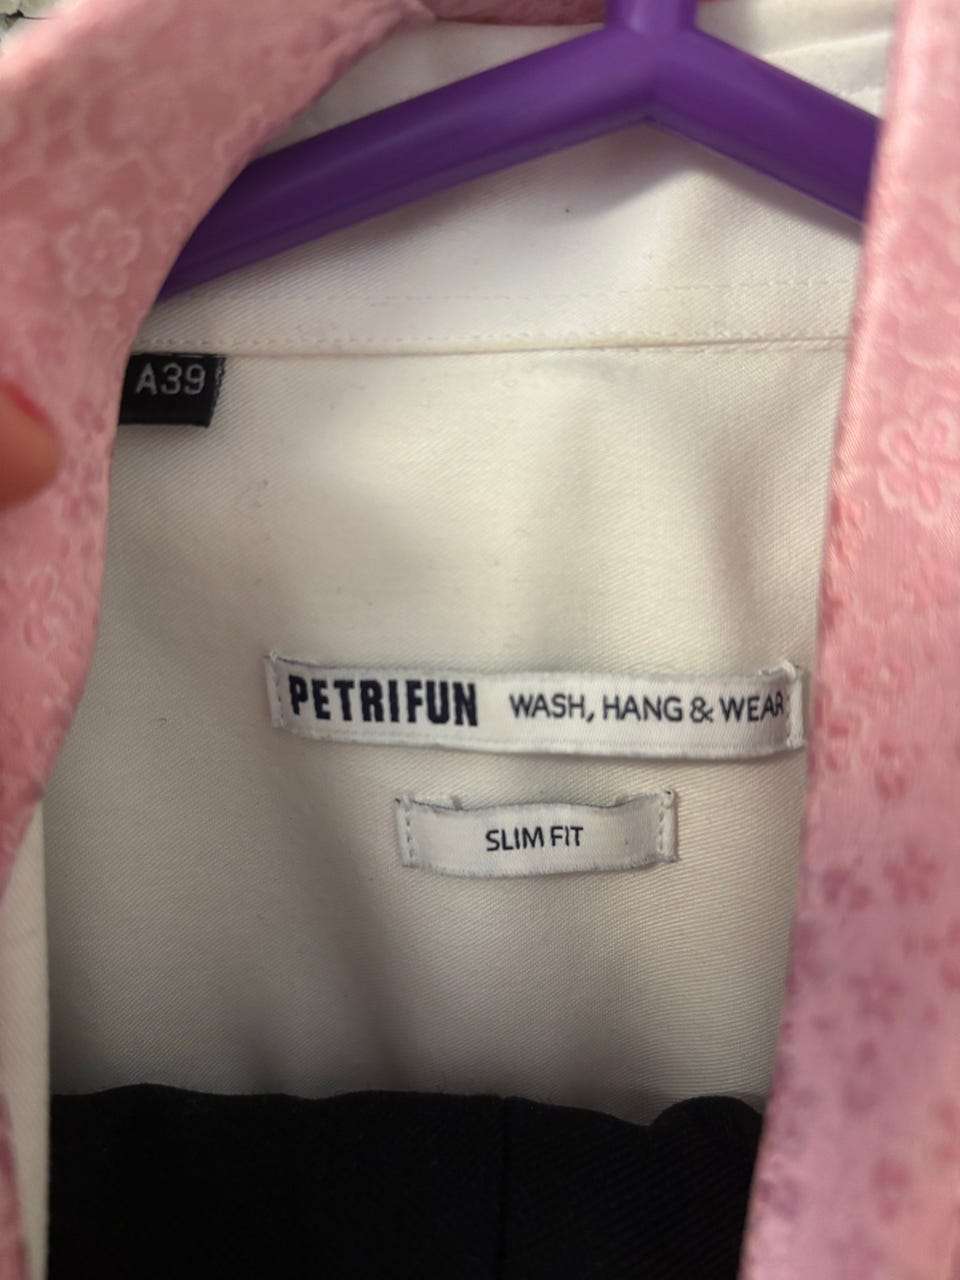 A39
PETRIFUN WASH, HANG & WEAR
SLIM FIT